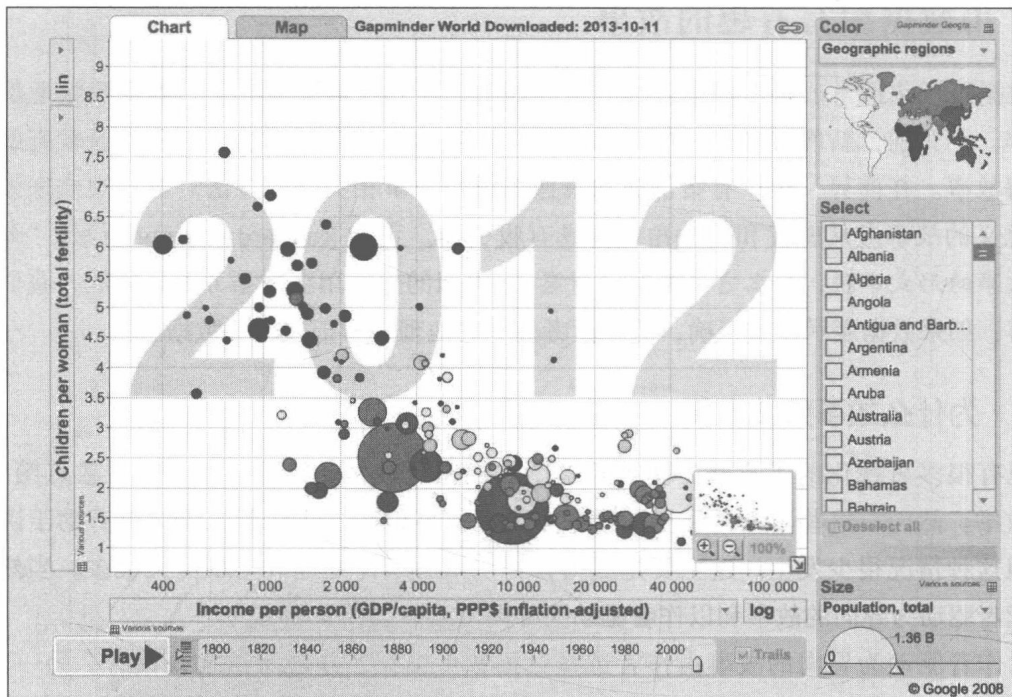 Chart
Map
Gapminder World Downloaded: 2013-10-11
lin
Children per woman (total fertility)
Various sources
9
8.5
8
7.5
7
6.5
6
5.5
5
4.5
4
3.5
3
2.5
2
1.5
1
2012
400
1 000
2 000
4 000
10 000
20 000
40 000
100 000
100%
Income per person (GDP/capita, PPP$ inflation-adjusted)
log
Various sources
Play
1800
1820
1840
1860
1880
1900
1920
1940
1960
1980
2000
Trails
Color
Geographic regions
Select
Afghanistan
Albania
Algeria
Angola
Antigua and Barb...
Argentina
Armenia
Aruba
Australia
Austria
Azerbaijan
Bahamas
Bahrain
Deselect all
Size
Various sources
Population, total
1.36 B
0
© Google 2008